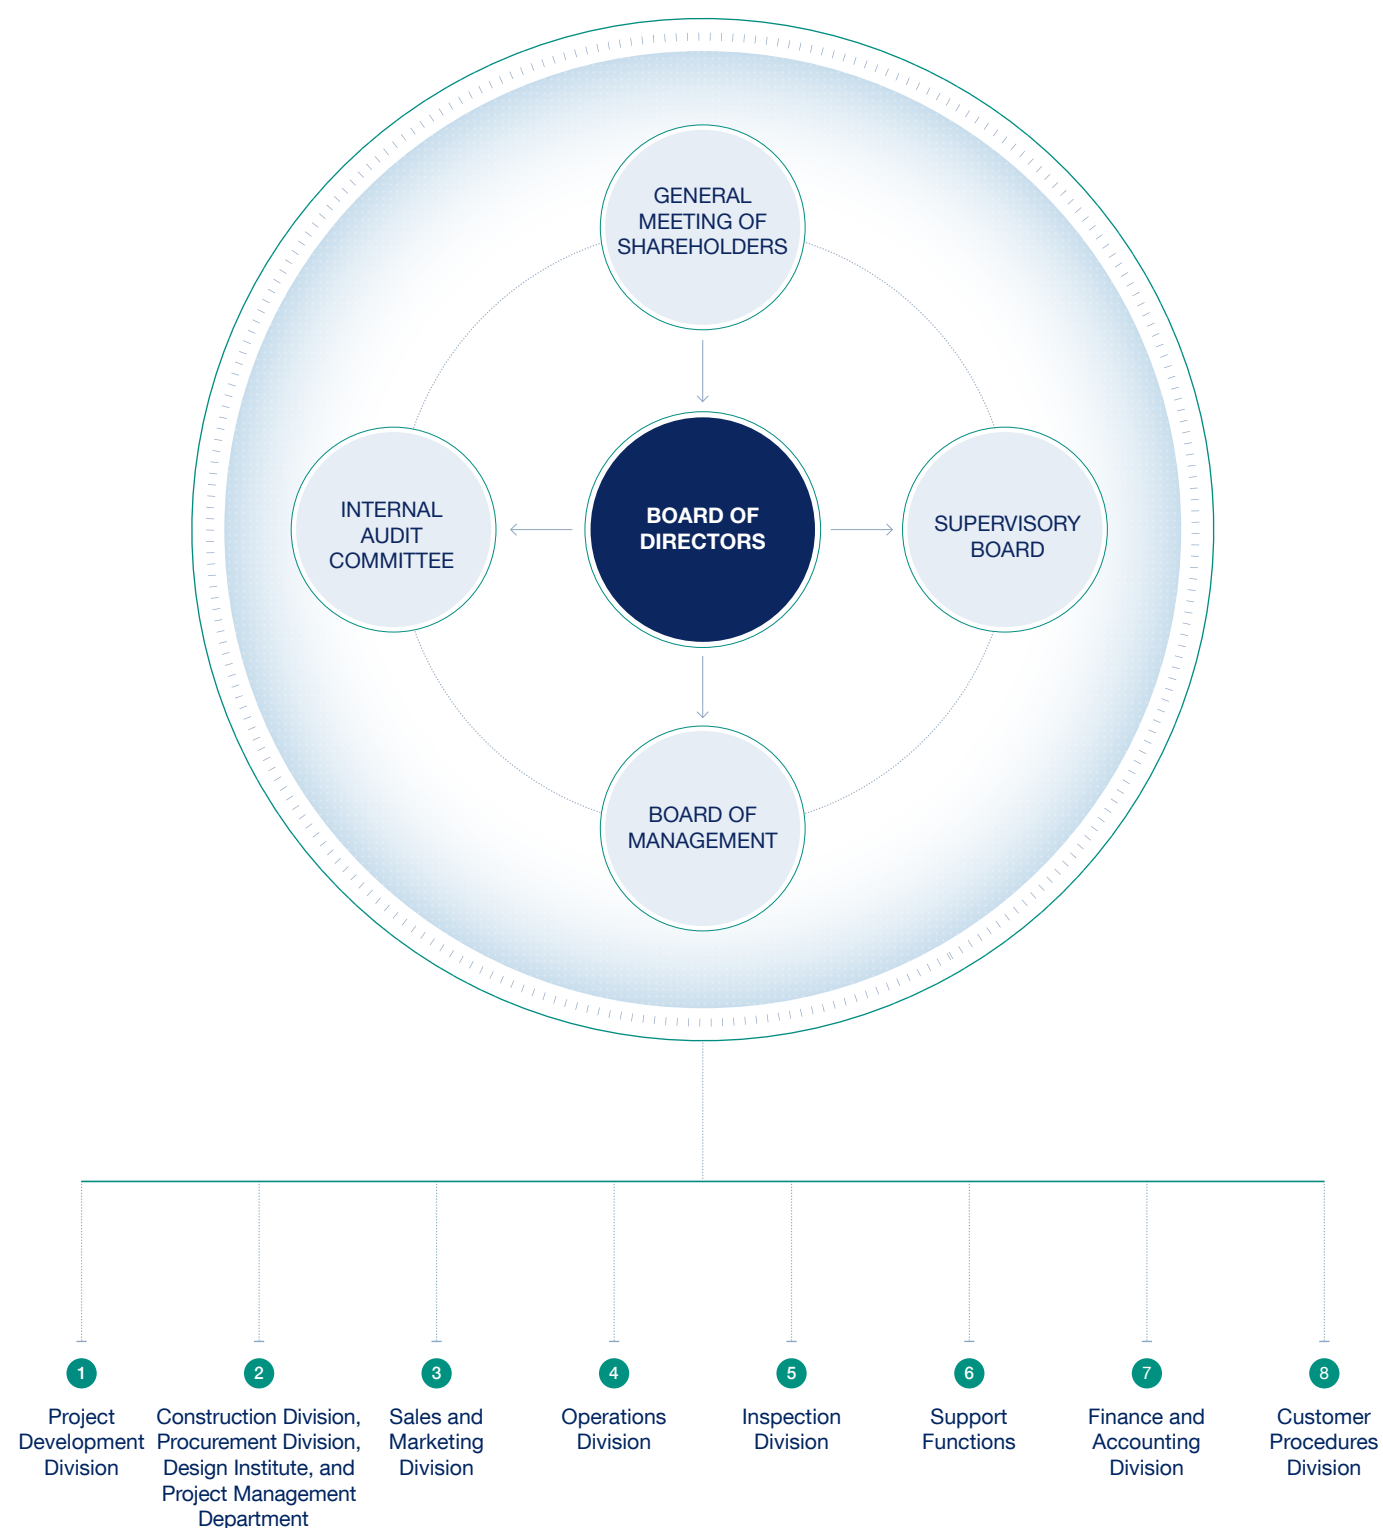 GENERAL
MEETING OF
SHAREHOLDERS
INTERNAL
AUDIT
COMMITTEE
BOARD OF
DIRECTORS
SUPERVISORY
BOARD
BOARD OF
MANAGEMENT
1
Project
Development
Division
2
Construction Division,
Procurement Division,
Design Institute, and
Project Management
Department
3
Sales and
Marketing
Division
4
Operations
Division
5
Inspection
Division
6
Support
Functions
7
Finance and
Accounting
Division
8
Customer
Procedures
Division